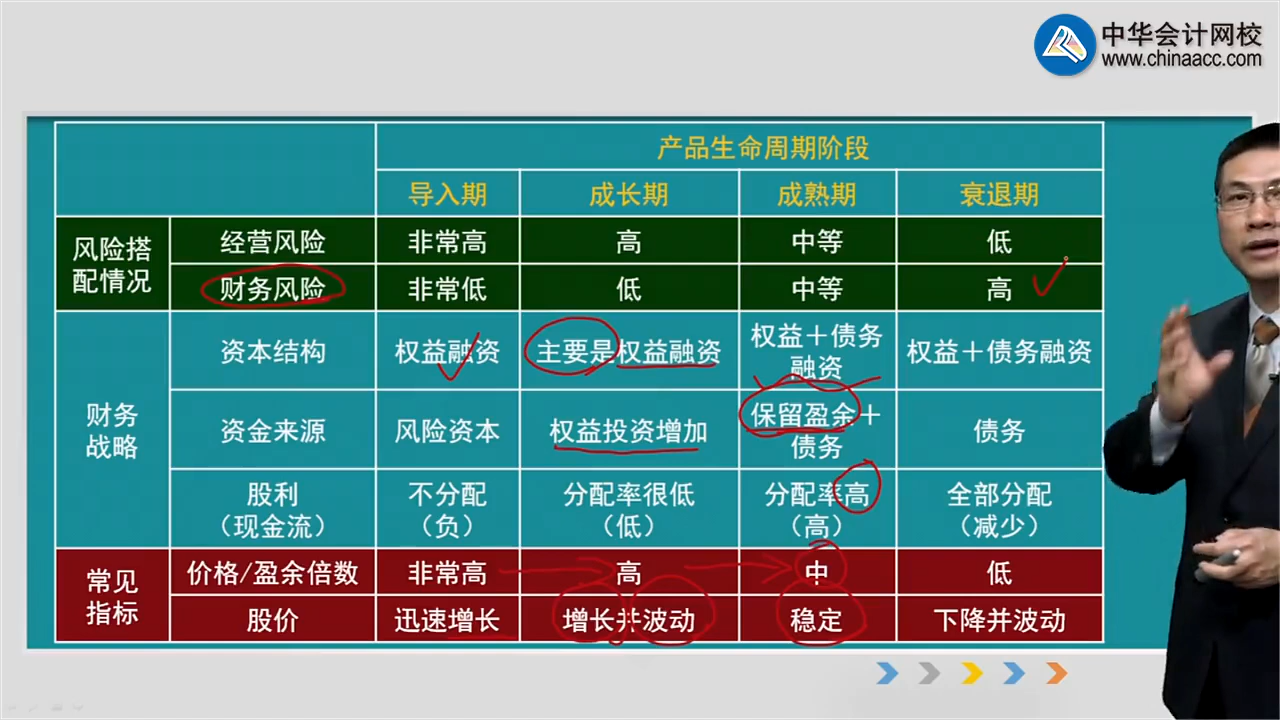 中华会计网校
www.chinaacc.com
产品生命周期阶段
导入期 成长期 成熟期 衰退期
风险搭配情况 经营风险 非常高 高 中等 低
财务风险 非常低 低 中等 高
财务战略 资本结构 权益融资 主要是权益融资 权益+债务融资 权益+债务融资
资金来源 风险资本 权益投资增加 保留盈余+债务 债务
股利(现金流) 不分配(负) 分配率很低(低) 分配率高(高) 全部分配(减少)
常见指标 价格/盈余倍数 非常高 高 中 低
股价 迅速增长 增长并波动 稳定 下降并波动